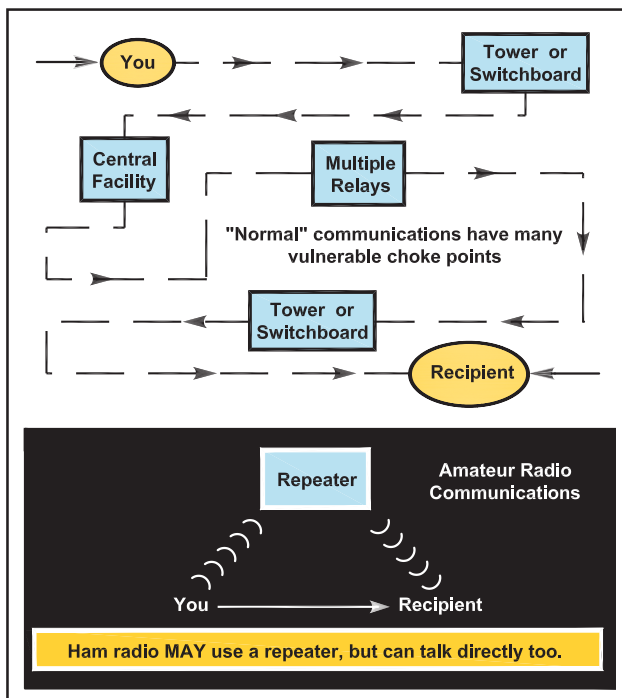 You
Tower or
Switchboard
Central
Facility
Multiple
Relays
"Normal" communications have many
vulnerable choke points
Tower or
Switchboard
Recipient
Repeater
Amateur Radio
Communications
You
Recipient
Ham radio MAY use a repeater, but can talk directly too.